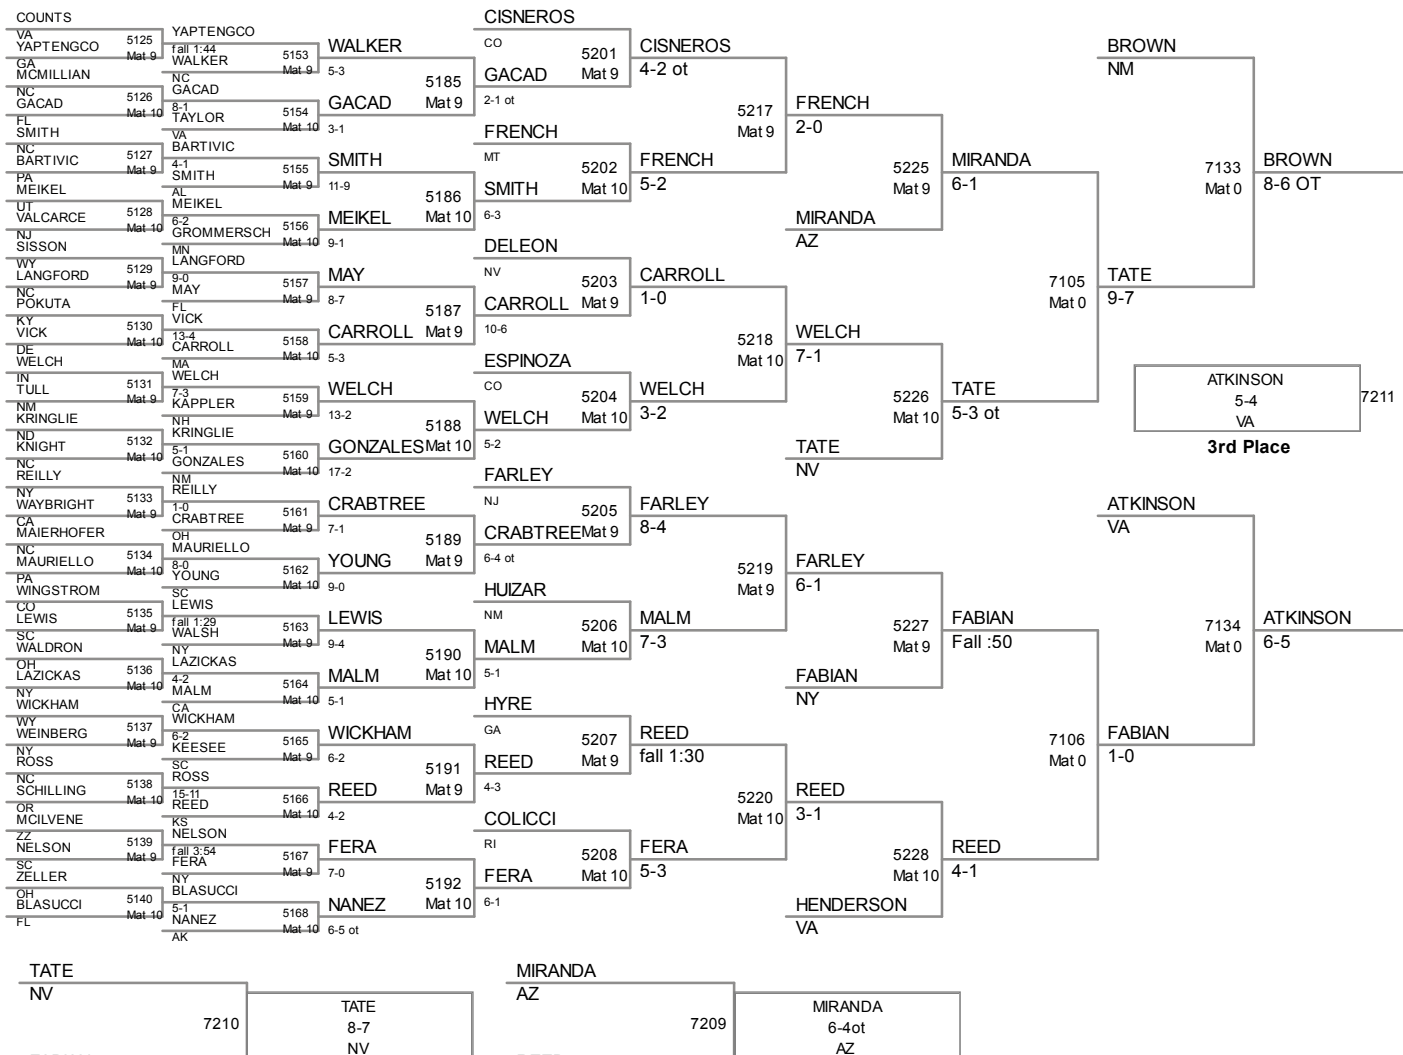 COUNTS
VA
YAPTENGCO
GA
MCMILLIAN
NC
GACAD
FL
SMITH
NC
BARTIVIC
PA
MEIKEL
UT
VALCARCE
NJ
SISSON
WY
LANGFORD
NC
POKUTA
KY
VICK
DE
WELCH
IN
TULL
NM
KRINGLIE
ND
KNIGHT
NC
REILLY
NY
WAYBRIGHT
CA
MAIERHOFER
NC
MAURIELLO
PA
WINGSTROM
CO
LEWIS
SC
WALDRON
OH
LAZICKAS
NY
WICKHAM
WY
WEINBERG
NY
ROSS
NC
SCHILLING
OR
MCILVENE
ZZ
NELSON
SC
ZELLER
OH
BLASUCCI
FL
5125
Mat 9
5126
Mat 10
5127
Mat 9
5128
Mat 10
5129
Mat 9
5130
Mat 10
5131
Mat 9
5132
Mat 10
5133
Mat 9
5134
Mat 10
5135
Mat 9
5136
Mat 10
5137
Mat 9
5138
Mat 10
5139
Mat 9
5140
Mat 10
YAPTENGCO
fall 1:44
WALKER
NC
GACAD
8-1
TAYLOR
VA
BARTIVIC
4-1
SMITH
AL
MEIKEL
6-2
GROMMERSCH
MN
LANGFORD
9-0
MAY
FL
VICK
13-4
CARROLL
MA
WELCH
7-3
KAPPLER
NH
KRINGLIE
5-1
GONZALES
NM
REILLY
1-0
CRABTREE
OH
MAURIELLO
8-0
YOUNG
SC
LEWIS
fall 1:29
WALSH
NY
LAZICKAS
4-2
MALM
CA
WICKHAM
6-2
KEESEE
SC
ROSS
15-11
REED
KS
NELSON
fall 3:54
FERA
NY
BLASUCCI
5-1
NANEZ
AK
5153
Mat 9
5154
Mat 10
5155
Mat 9
5156
Mat 10
5157
Mat 9
5158
Mat 10
5159
Mat 9
5160
Mat 10
5161
Mat 9
5162
Mat 10
5163
Mat 9
5164
Mat 10
5165
Mat 9
5166
Mat 10
5167
Mat 9
5168
Mat 10
WALKER
5-3
GACAD
3-1
SMITH
11-9
MEIKEL
9-1
MAY
8-7
CARROLL
5-3
WELCH
13-2
GONZALES
17-2
CRABTREE
7-1
YOUNG
9-0
LEWIS
9-4
MALM
5-1
WICKHAM
6-2
REED
4-2
FERA
7-0
NANEZ
6-5 ot
5185
Mat 9
5186
Mat 10
5187
Mat 9
5188
Mat 10
5189
Mat 9
5190
Mat 10
5191
Mat 9
5192
Mat 10
CISNEROS
CO
GACAD
2-1 ot
FRENCH
MT
SMITH
6-3
DELEON
NV
CARROLL
10-6
ESPINOZA
CO
WELCH
5-2
FARLEY
NJ
CRABTREE
6-4 ot
HUIZAR
NM
MALM
5-1
HYRE
GA
REED
4-3
COLICCI
RI
FERA
6-1
5201
Mat 9
5202
Mat 10
5203
Mat 9
5204
Mat 10
5205
Mat 9
5206
Mat 10
5207
Mat 9
5208
Mat 10
CISNEROS
4-2 ot
FRENCH
5-2
CARROLL
1-0
WELCH
3-2
FARLEY
8-4
MALM
7-3
REED
fall 1:30
FERA
5-3
5217
Mat 9
5218
Mat 10
5219
Mat 9
5220
Mat 10
FRENCH
2-0
MIRANDA
AZ
WELCH
7-1
TATE
NV
FARLEY
6-1
FABIAN
NY
REED
3-1
HENDERSON
VA
5225
Mat 9
5226
Mat 10
5227
Mat 9
5228
Mat 10
MIRANDA
6-1
TATE
5-3 ot
FABIAN
Fall :50
REED
4-1
7105
Mat 0
7106
Mat 0
BROWN
NM
TATE
9-7
ATKINSON
VA
FABIAN
1-0
7133
Mat 0
7134
Mat 0
BROWN
8-6 OT
ATKINSON
6-5
ATKINSON
5-4
VA
7211
3rd Place
TATE
NV
7210
TATE
8-7
NV
MIRANDA
AZ
7209
MIRANDA
6-4ot
AZ